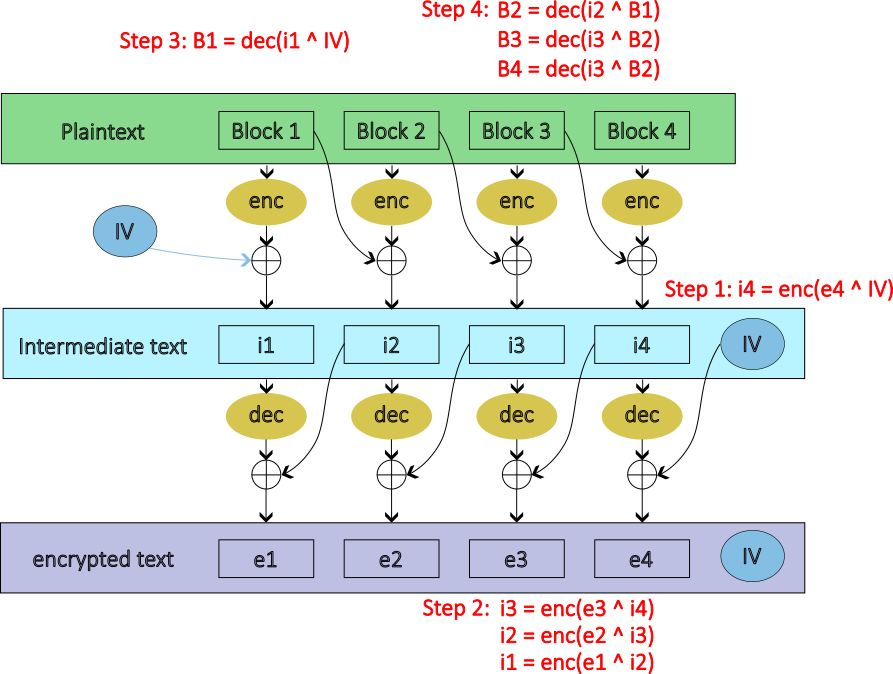 Step 4: B2 = dec(i2 ^ B1)
Step 3: B1 = dec(i1 ^ IV)
B3 = dec(i3 ^ B2)
B4 = dec(i3 ^ B2)
Plaintext Block 1 Block 2 Block 3 Block 4
enc enc enc enc
IV
Step 1: i4 = enc(e4 ^ IV)
Intermediate text i1 i2 i3 i4 IV
dec dec dec dec
encrypted text e1 e2 e3 e4 IV
Step 2: i3 = enc(e3 ^ i4)
i2 = enc(e2 ^ i3)
i1 = enc(e1 ^ i2)